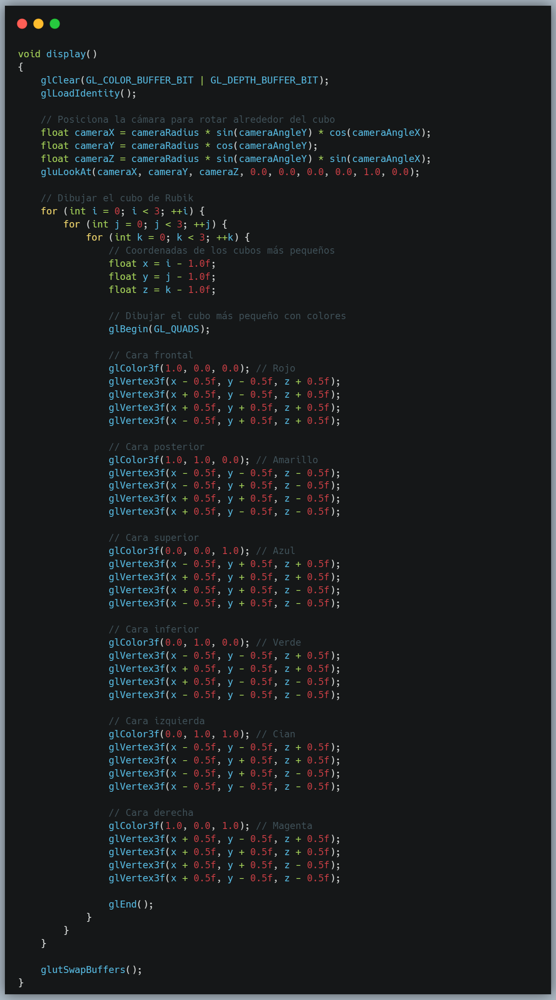 void display()
{
    glClear(GL_COLOR_BUFFER_BIT | GL_DEPTH_BUFFER_BIT);
    glLoadIdentity();

    // Posiciona la cámara para rotar alrededor del cubo
    float cameraX = cameraRadius * sin(cameraAngleY) * cos(cameraAngleX);
    float cameraY = cameraRadius * cos(cameraAngleY);
    float cameraZ = cameraRadius * sin(cameraAngleY) * sin(cameraAngleX);
    gluLookAt(cameraX, cameraY, cameraZ, 0.0, 0.0, 0.0, 0.0, 1.0, 0.0);

    // Dibujar el cubo de Rubik
    for (int i = 0; i < 3; ++i) {
        for (int j = 0; j < 3; ++j) {
            for (int k = 0; k < 3; ++k) {
                // Coordenadas de los cubos más pequeños
                float x = i - 1.0f;
                float y = j - 1.0f;
                float z = k - 1.0f;

                // Dibujar el cubo más pequeño con colores
                glBegin(GL_QUADS);

                // Cara frontal
                glColor3f(1.0, 0.0, 0.0); // Rojo
                glVertex3f(x - 0.5f, y - 0.5f, z + 0.5f);
                glVertex3f(x + 0.5f, y - 0.5f, z + 0.5f);
                glVertex3f(x + 0.5f, y + 0.5f, z + 0.5f);
                glVertex3f(x - 0.5f, y + 0.5f, z + 0.5f);

                // Cara posterior
                glColor3f(1.0, 1.0, 0.0); // Amarillo
                glVertex3f(x - 0.5f, y - 0.5f, z - 0.5f);
                glVertex3f(x - 0.5f, y + 0.5f, z - 0.5f);
                glVertex3f(x + 0.5f, y + 0.5f, z - 0.5f);
                glVertex3f(x + 0.5f, y - 0.5f, z - 0.5f);

                // Cara superior
                glColor3f(0.0, 0.0, 1.0); // Azul
                glVertex3f(x - 0.5f, y + 0.5f, z + 0.5f);
                glVertex3f(x + 0.5f, y + 0.5f, z + 0.5f);
                glVertex3f(x + 0.5f, y + 0.5f, z - 0.5f);
                glVertex3f(x - 0.5f, y + 0.5f, z - 0.5f);

                // Cara inferior
                glColor3f(0.0, 1.0, 0.0); // Verde
                glVertex3f(x - 0.5f, y - 0.5f, z + 0.5f);
                glVertex3f(x + 0.5f, y - 0.5f, z + 0.5f);
                glVertex3f(x + 0.5f, y - 0.5f, z - 0.5f);
                glVertex3f(x - 0.5f, y - 0.5f, z - 0.5f);

                // Cara izquierda
                glColor3f(0.0, 1.0, 1.0); // Cian
                glVertex3f(x - 0.5f, y - 0.5f, z + 0.5f);
                glVertex3f(x - 0.5f, y + 0.5f, z + 0.5f);
                glVertex3f(x - 0.5f, y + 0.5f, z - 0.5f);
                glVertex3f(x - 0.5f, y - 0.5f, z - 0.5f);

                // Cara derecha
                glColor3f(1.0, 0.0, 1.0); // Magenta
                glVertex3f(x + 0.5f, y - 0.5f, z + 0.5f);
                glVertex3f(x + 0.5f, y + 0.5f, z + 0.5f);
                glVertex3f(x + 0.5f, y + 0.5f, z - 0.5f);
                glVertex3f(x + 0.5f, y - 0.5f, z - 0.5f);

                glEnd();
            }
        }
    }

    glutSwapBuffers();
}